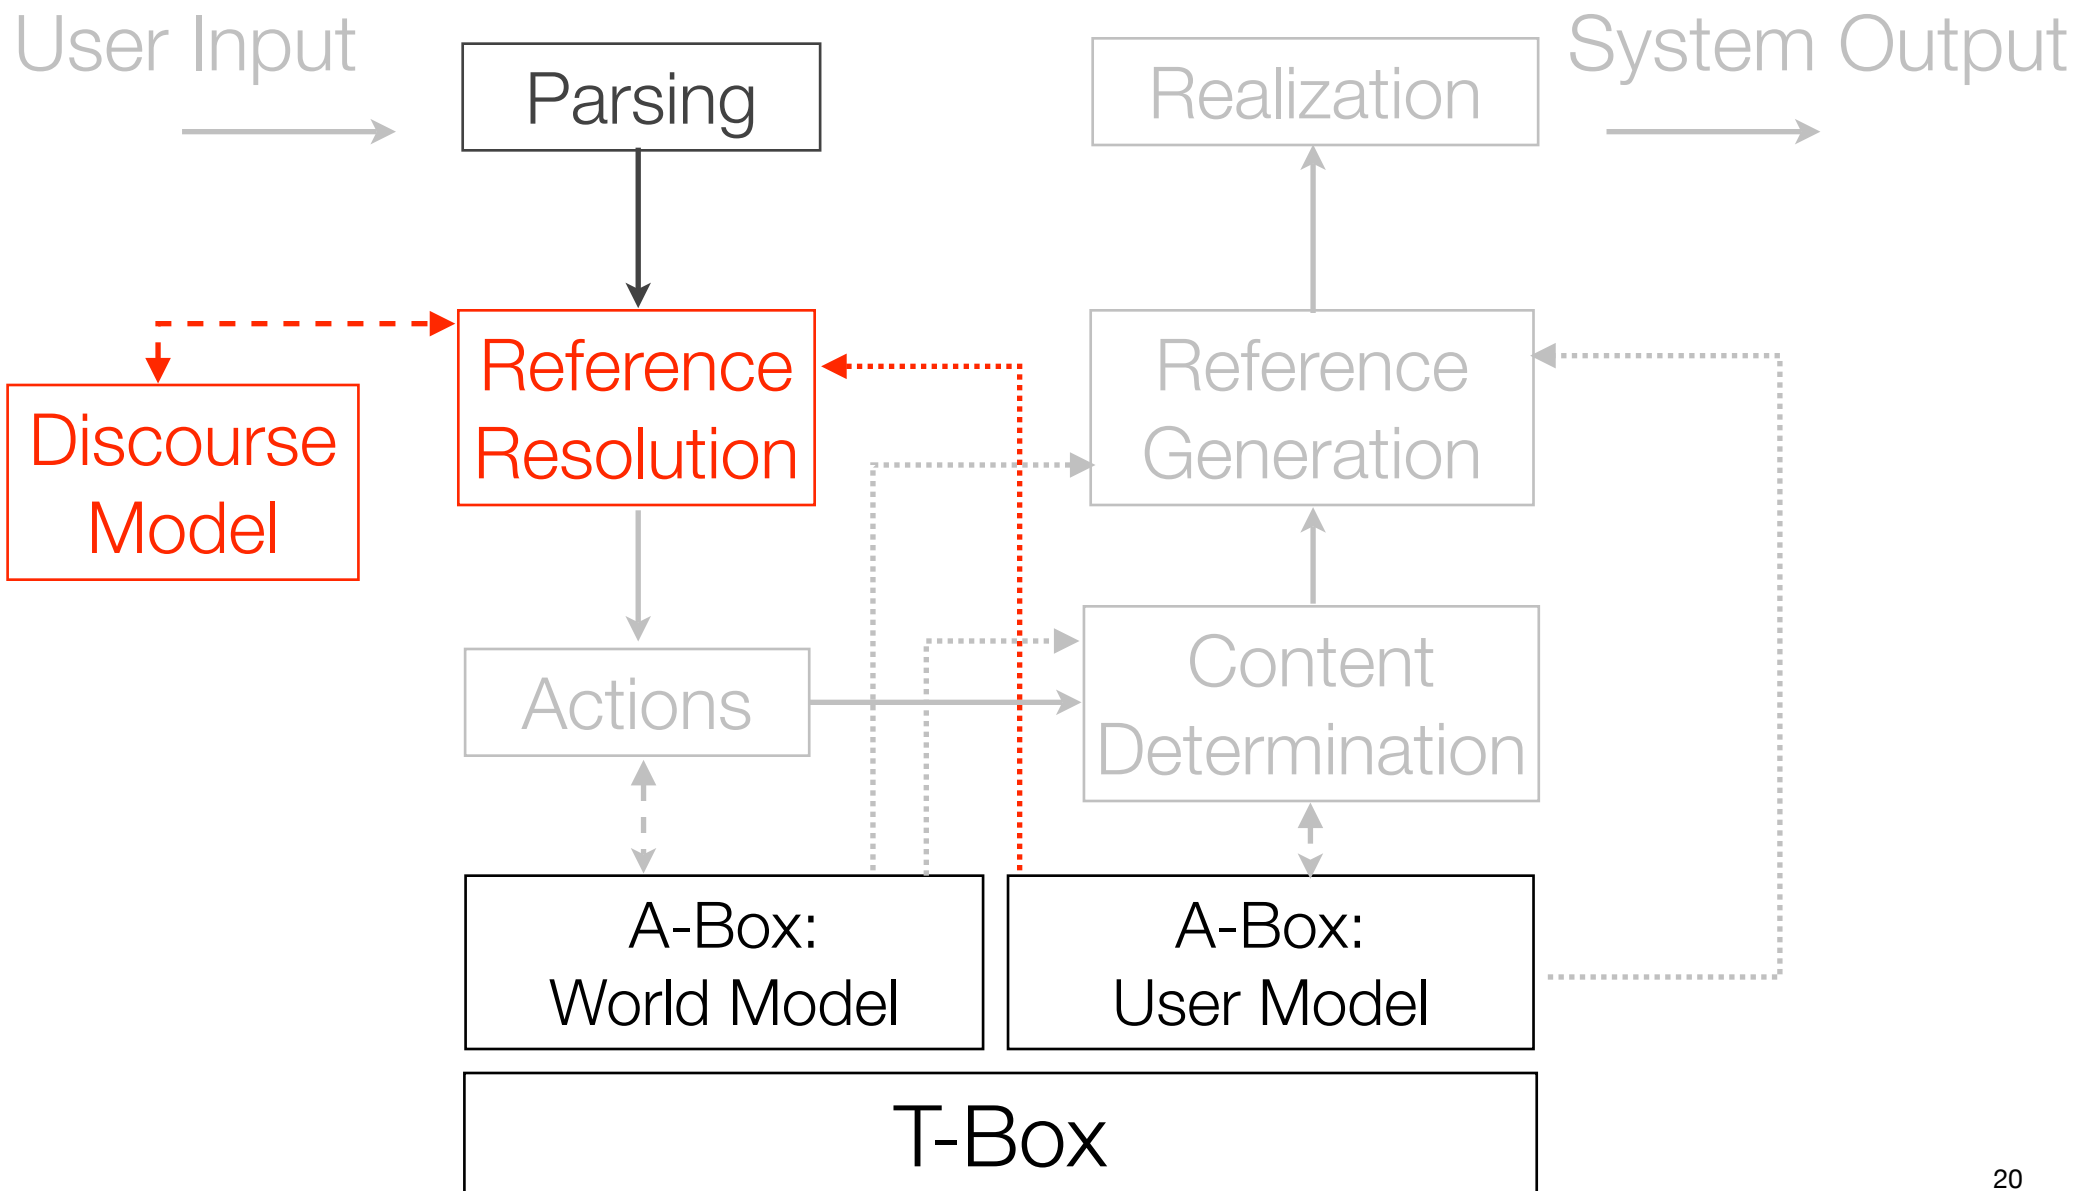 User Input
Parsing
Realization
System Output
Reference
Resolution
Reference
Generation
Discourse
Model
Actions
Content
Determination
A-Box:
World Model
A-Box:
User Model
T-Box
20